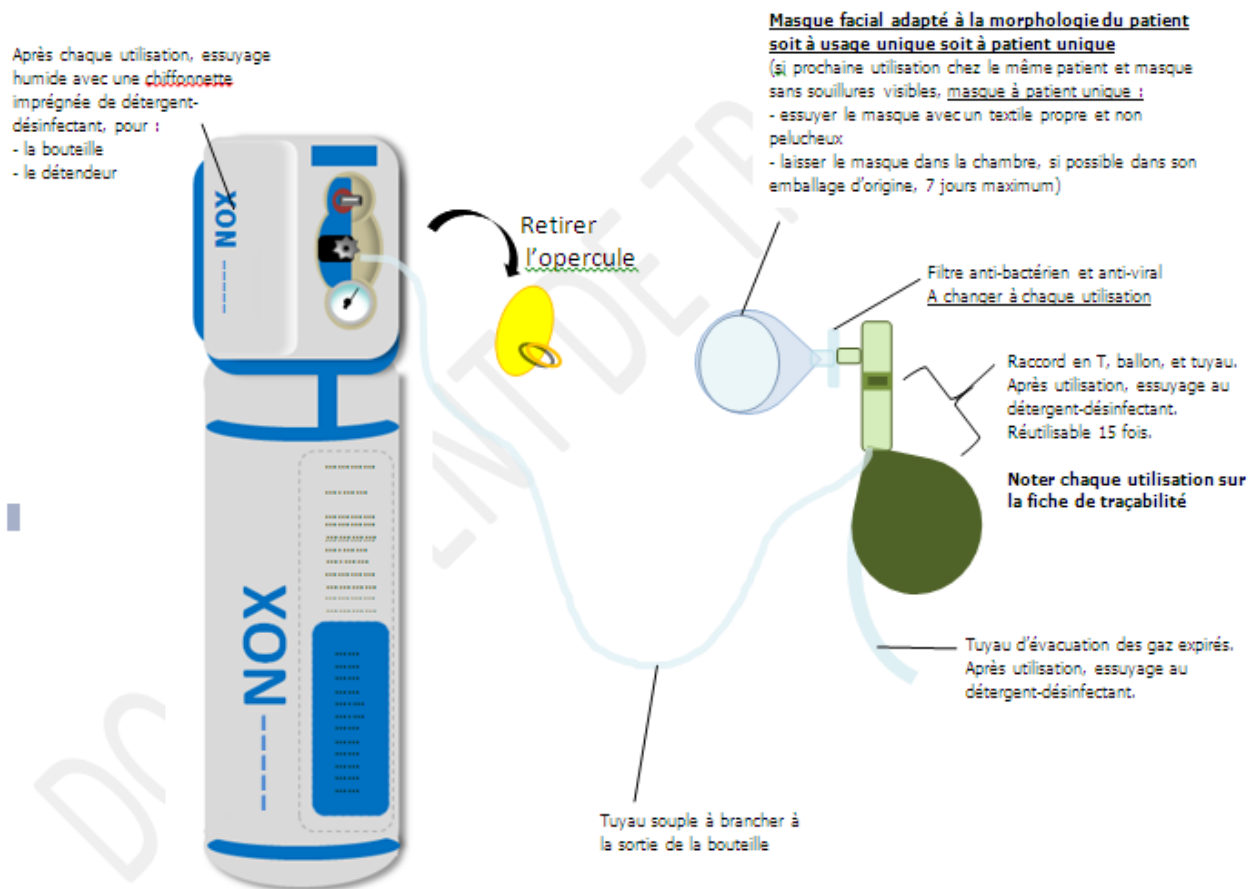 Après chaque utilisation, essuyage
humide avec une chiffonnette
imprégnée de détergent-
désinfectant, pour :
- la bouteille
- le détendeur
NOX
Retirer
l'opercule
Masque facial adapté à la morphologie du patient
soit à usage unique soit à patient unique
(si prochaine utilisation chez le même patient et masque
sans souillures visibles, masque à patient unique :
- essuyer le masque avec un textile propre et non
pelucheux
- laisser le masque dans la chambre, si possible dans son
emballage d'origine, 7 jours maximum)
Filtre anti-bactérien et anti-viral
A changer à chaque utilisation
Raccord en T, ballon, et tuyau.
Après utilisation, essuyage au
détergent-désinfectant.
Réutilisable 15 fois.
Noter chaque utilisation sur
la fiche de traçabilité
NOX
Tuyau d'évacuation des gaz expirés.
Après utilisation, essuyage au
détergent-désinfectant.
Tuyau souple à brancher à
la sortie de la bouteille